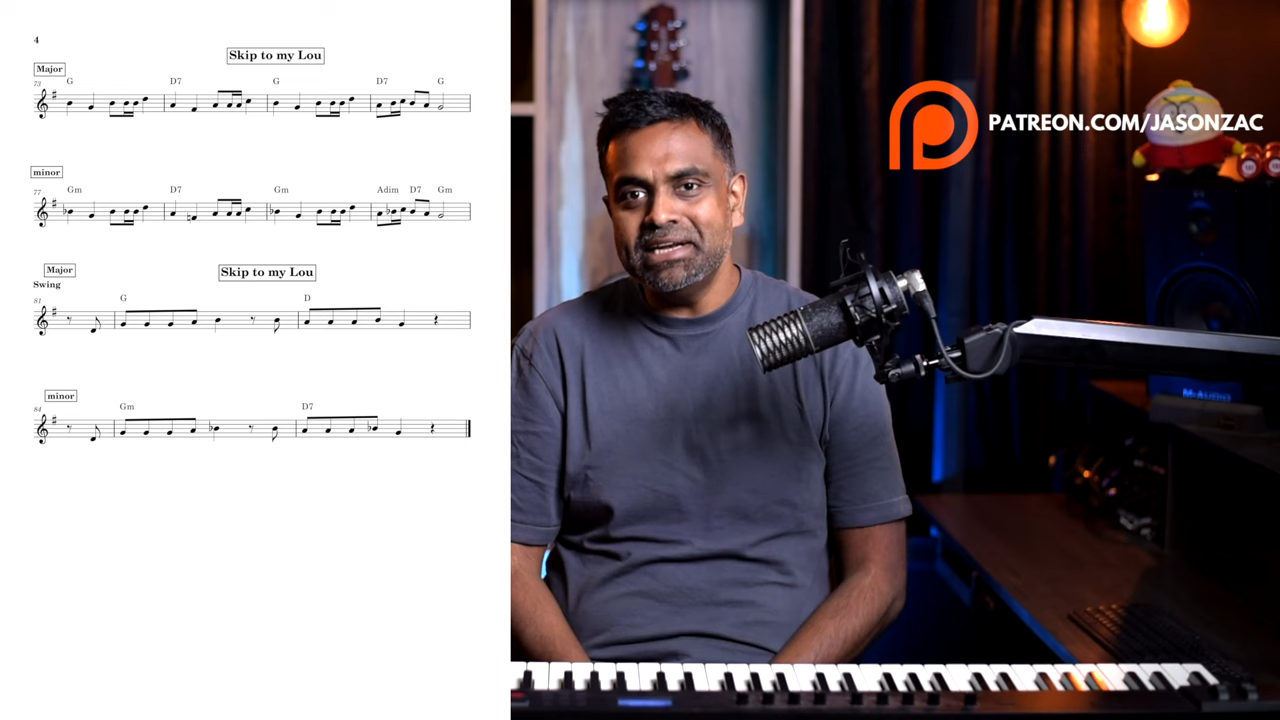 4
Skip to my Lou
Major
73
G D7 G D7 G
minor
77
Gm D7 Gm Adim D7 Gm
Major
Skip to my Lou
Swing
81
G D
minor
84
Gm D7
PATREON.COM/JASONZAC
M-AUDIO